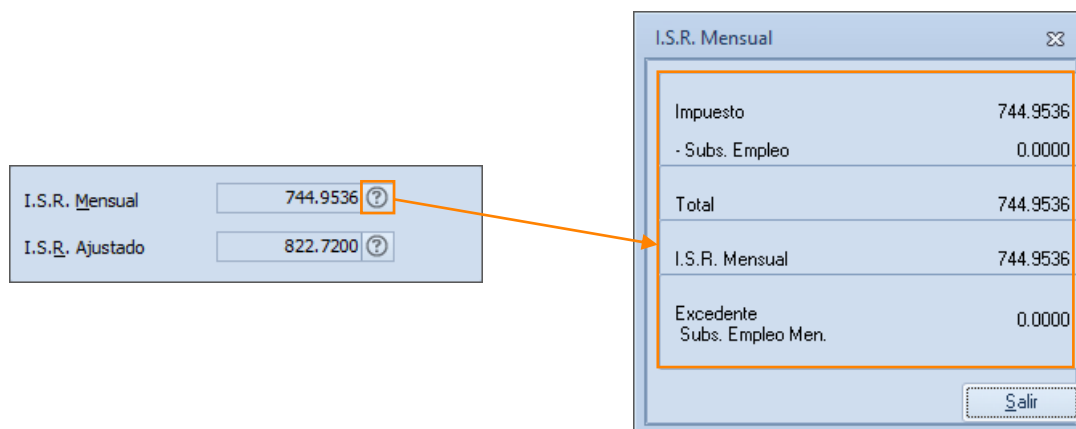 I.S.R. Mensual 744.9536 ?
I.S.R. Ajustado 822.7200 ?
I.S.R. Mensual
Impuesto 744.9536
- Subs. Empleo 0.0000
Total 744.9536
I.S.R. Mensual 744.9536
Excedente
Subs. Empleo Men. 0.0000
Salir